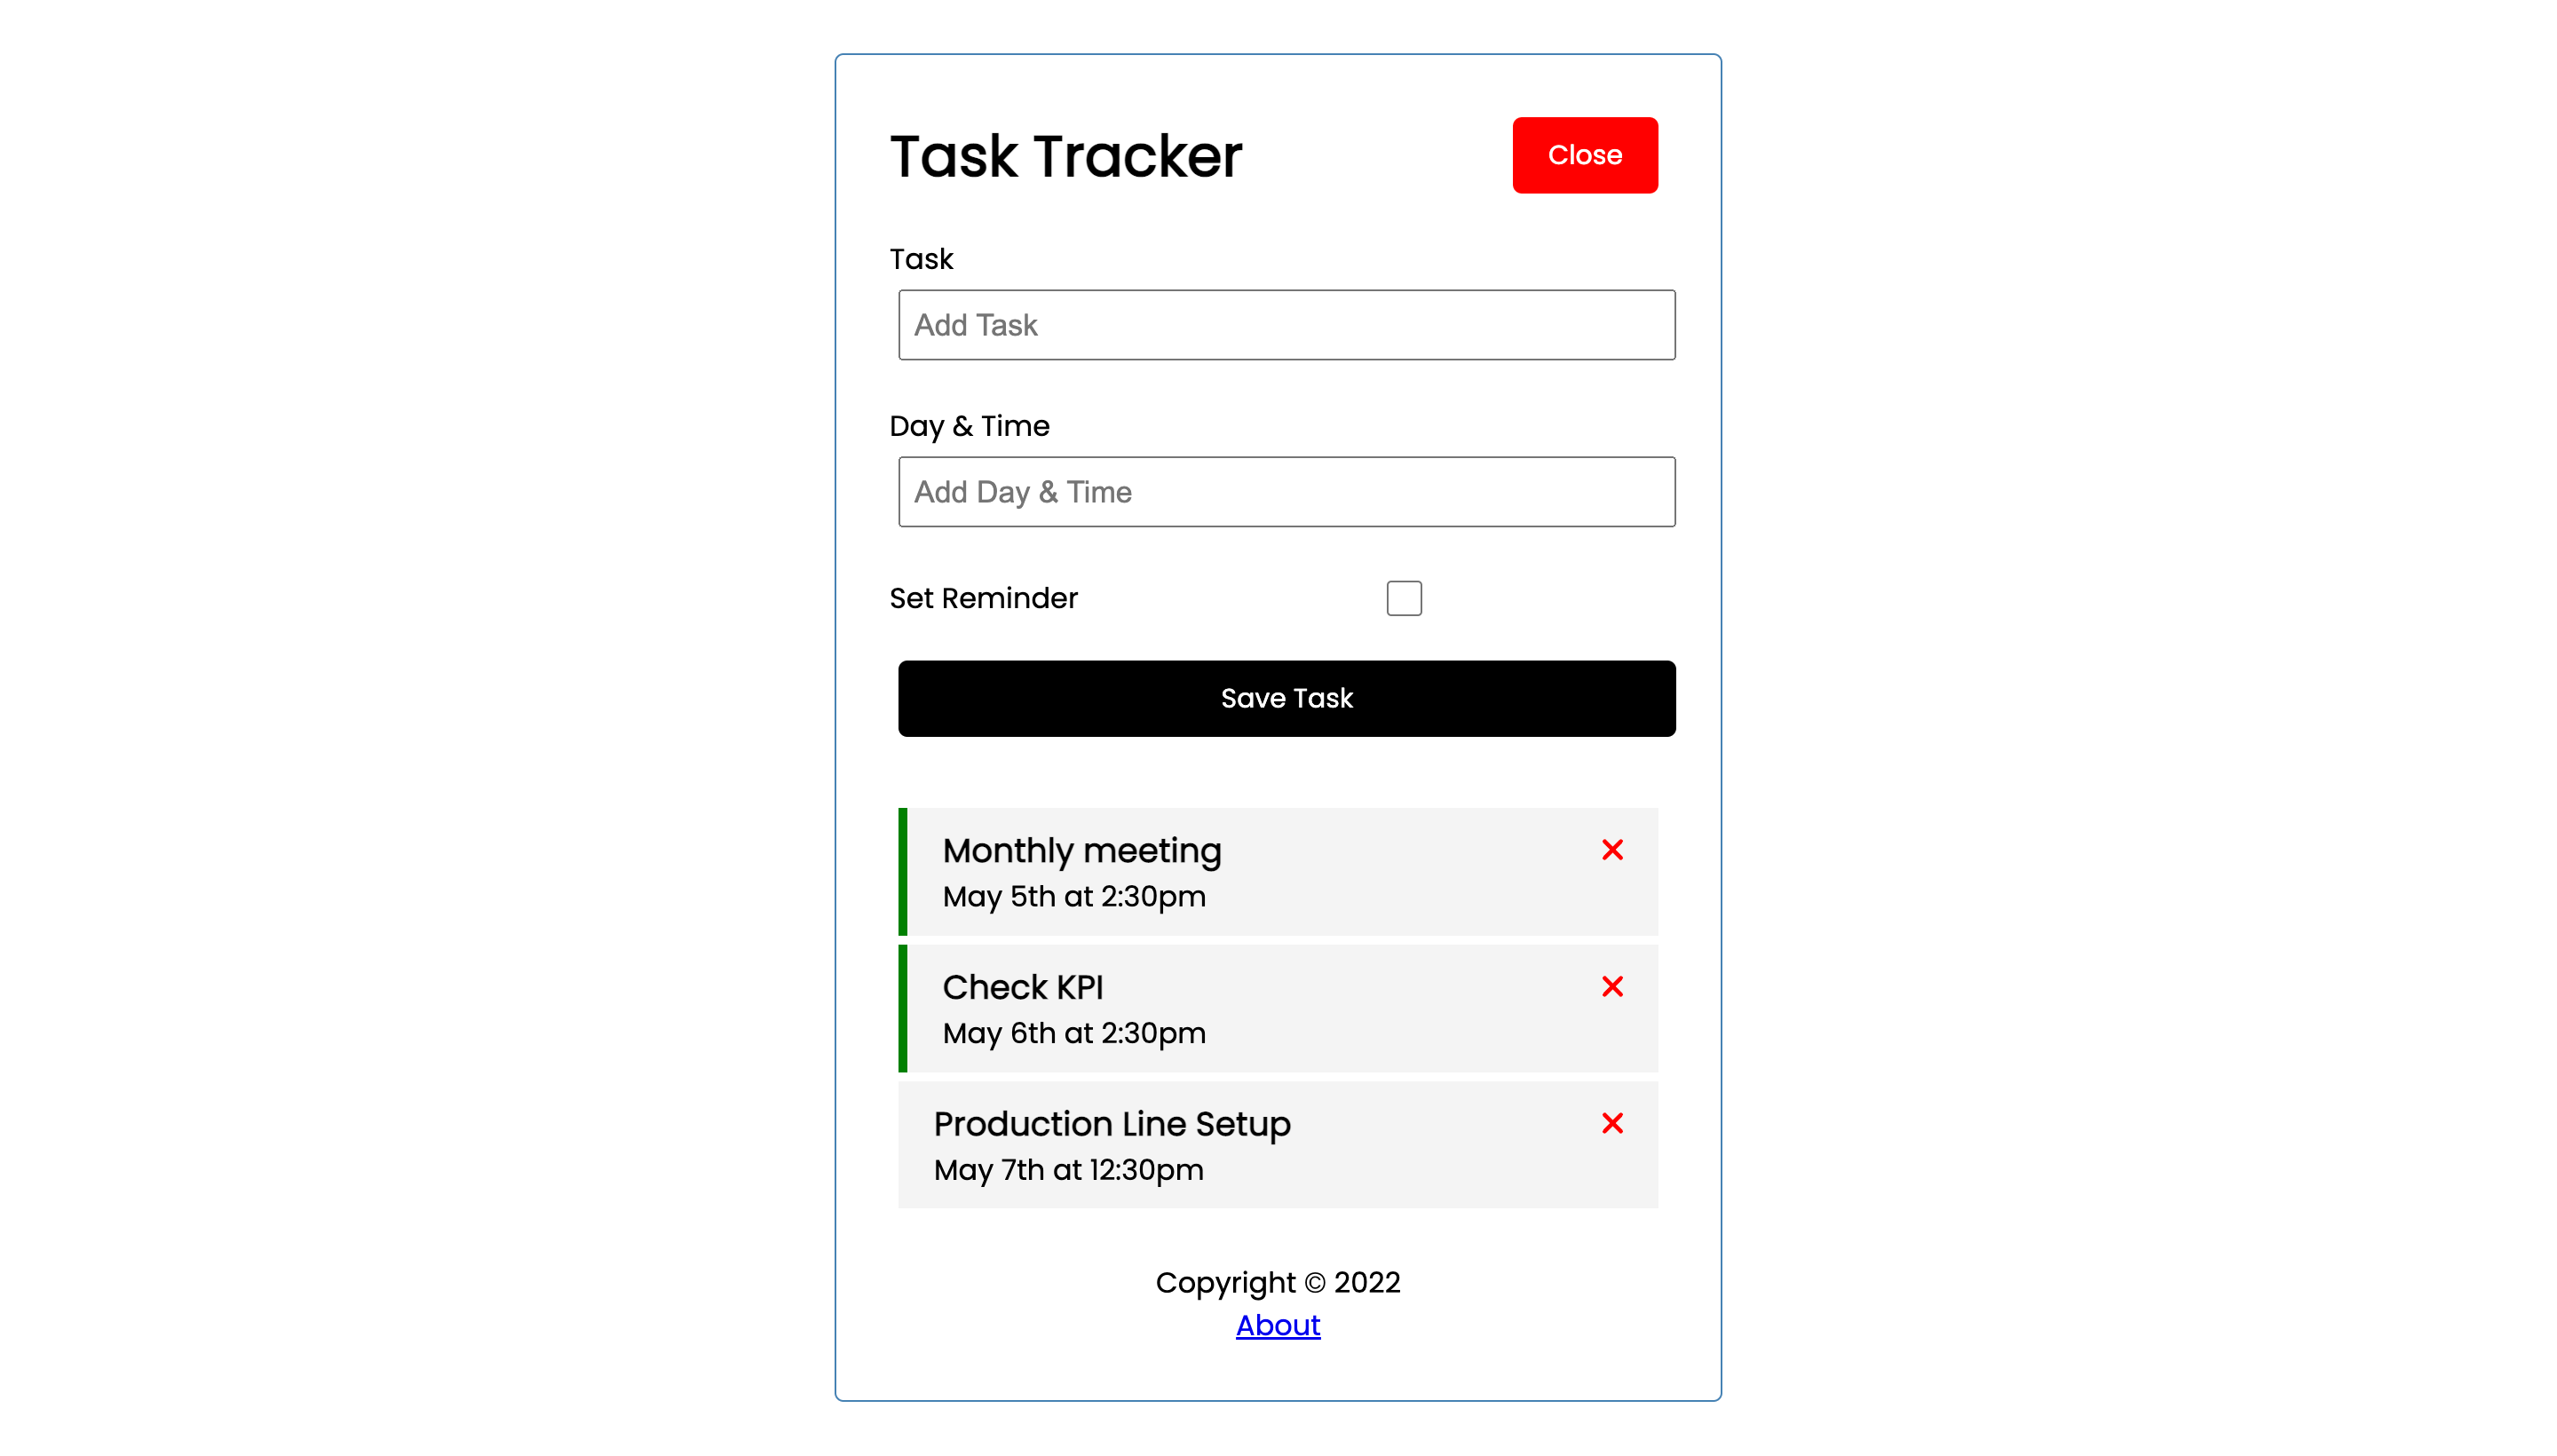 Task Tracker
Close
Task
Add Task
Day & Time
Add Day & Time
Set Reminder
Save Task
Monthly meeting
May 5th at 2:30pm
Check KPI
May 6th at 2:30pm
Production Line Setup
May 7th at 12:30pm
Copyright © 2022
About